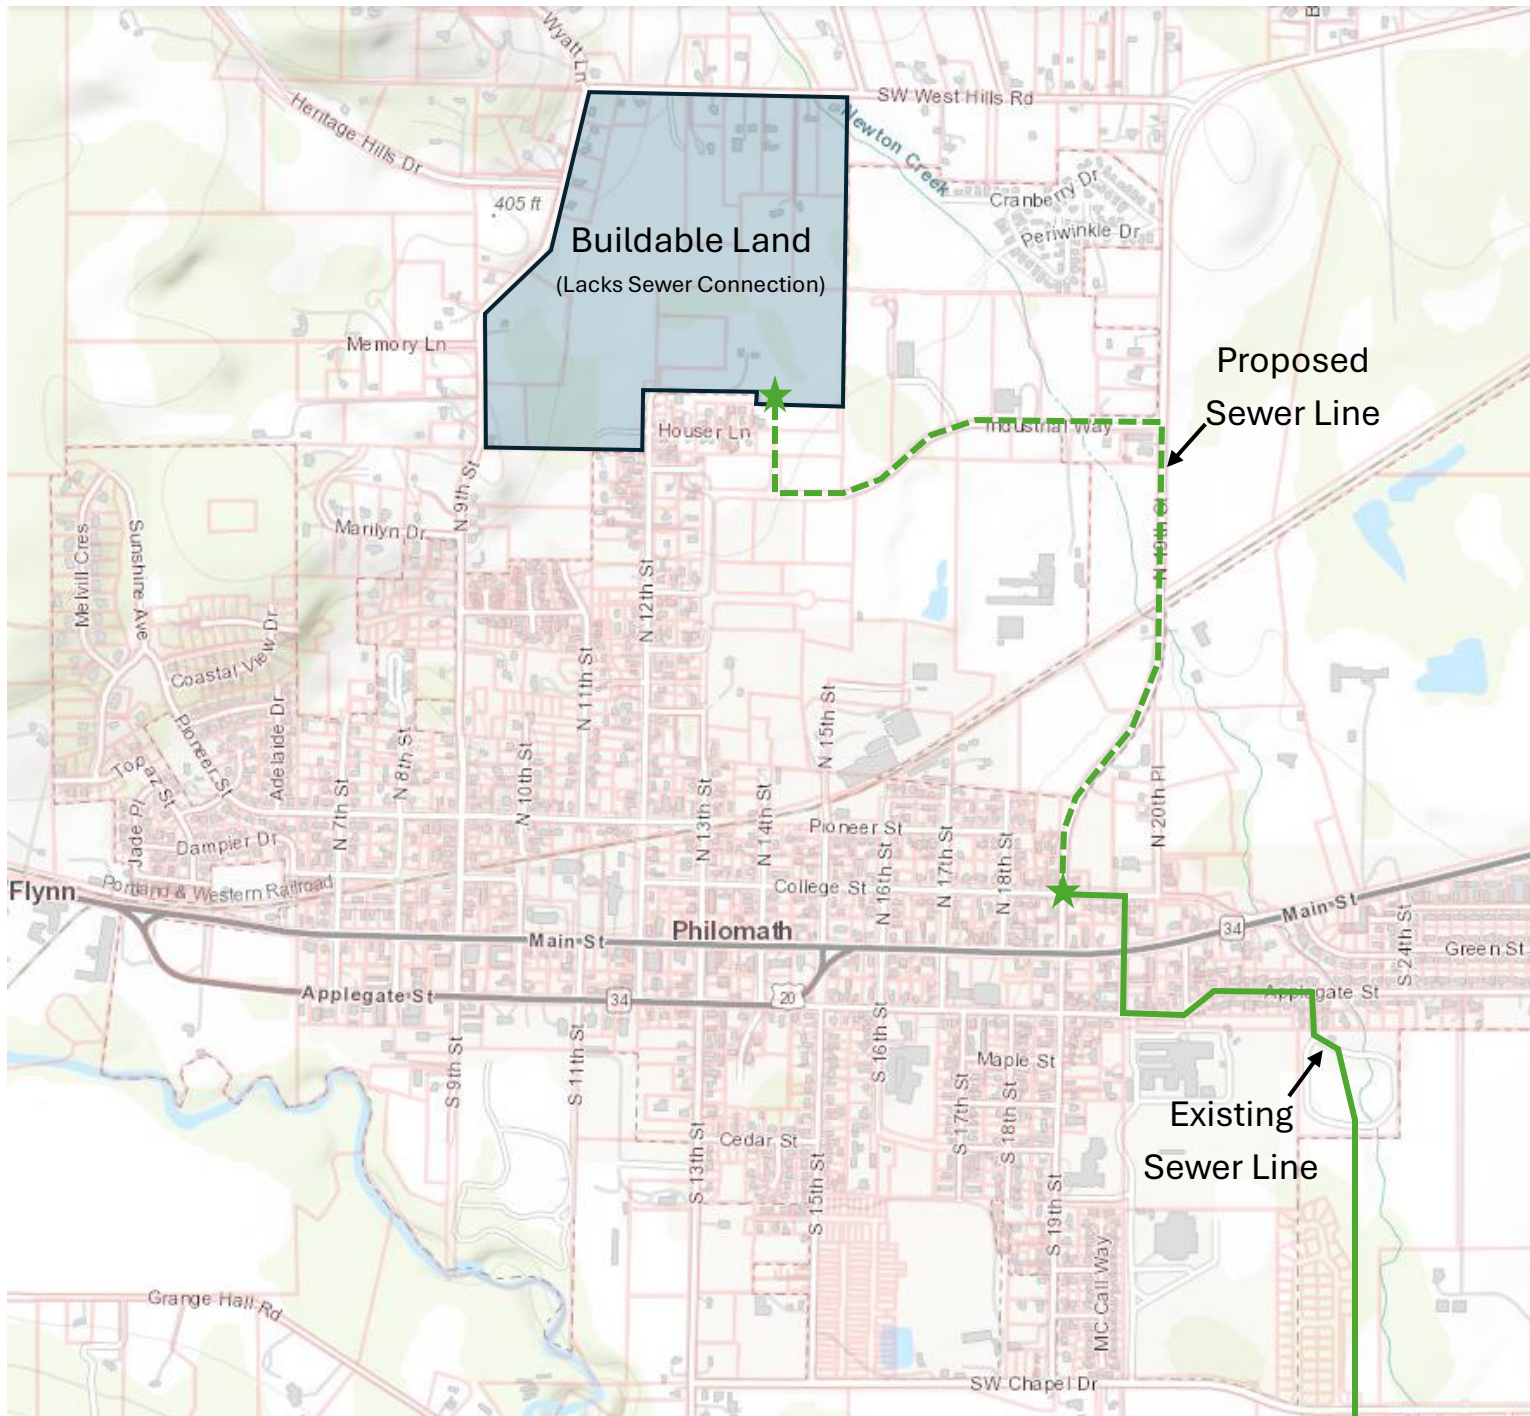 Wyatt Ln
B
SW West Hills Rd
Heritage Hills Dr
Newton Creek
Cranberry Dr
405 ft
Periwinkle Dr
Buildable Land
(Lacks Sewer Connection)
Memory Ln
Proposed
Sewer Line
Houser Ln
Industrial Way
N 9th St
Marilyn Dr
Melvill Cres
Sunshine Ave
N 19th St
N 12th St
Coastal View Dr
N 11th St
Pioneer St
Adelaide Dr
N 8th St
N 15th St
Topaz St
N 7th St
N 10th St
N 13th St
N 14th St
N 20th Pl
Jade Pl
Dampier Dr
Pioneer St
N 16th St
N 17th St
N 18th St
College St
Flynn
Portland & Western Railroad
Philomath
Main St
Main St
34
S 24th St
Green St
Applegate St
34
20
Applegate St
S 9th St
S 11th St
S 16th St
Maple St
S 17th St
S 18th St
Existing
Sewer Line
Cedar St
S 13th St
S 15th St
S 19th St
MC Call Way
Grange Hall Rd
SW Chapel Dr